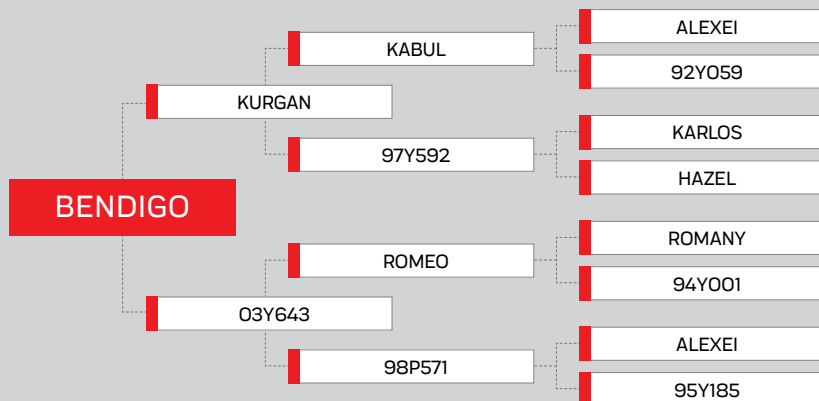 ALEXEI
KABUL
92Y059
KURGAN
KARLOS
97Y592
HAZEL
BENDIGO
ROMANY
ROMEO
94Y001
03Y643
ALEXEI
98P571
95Y185